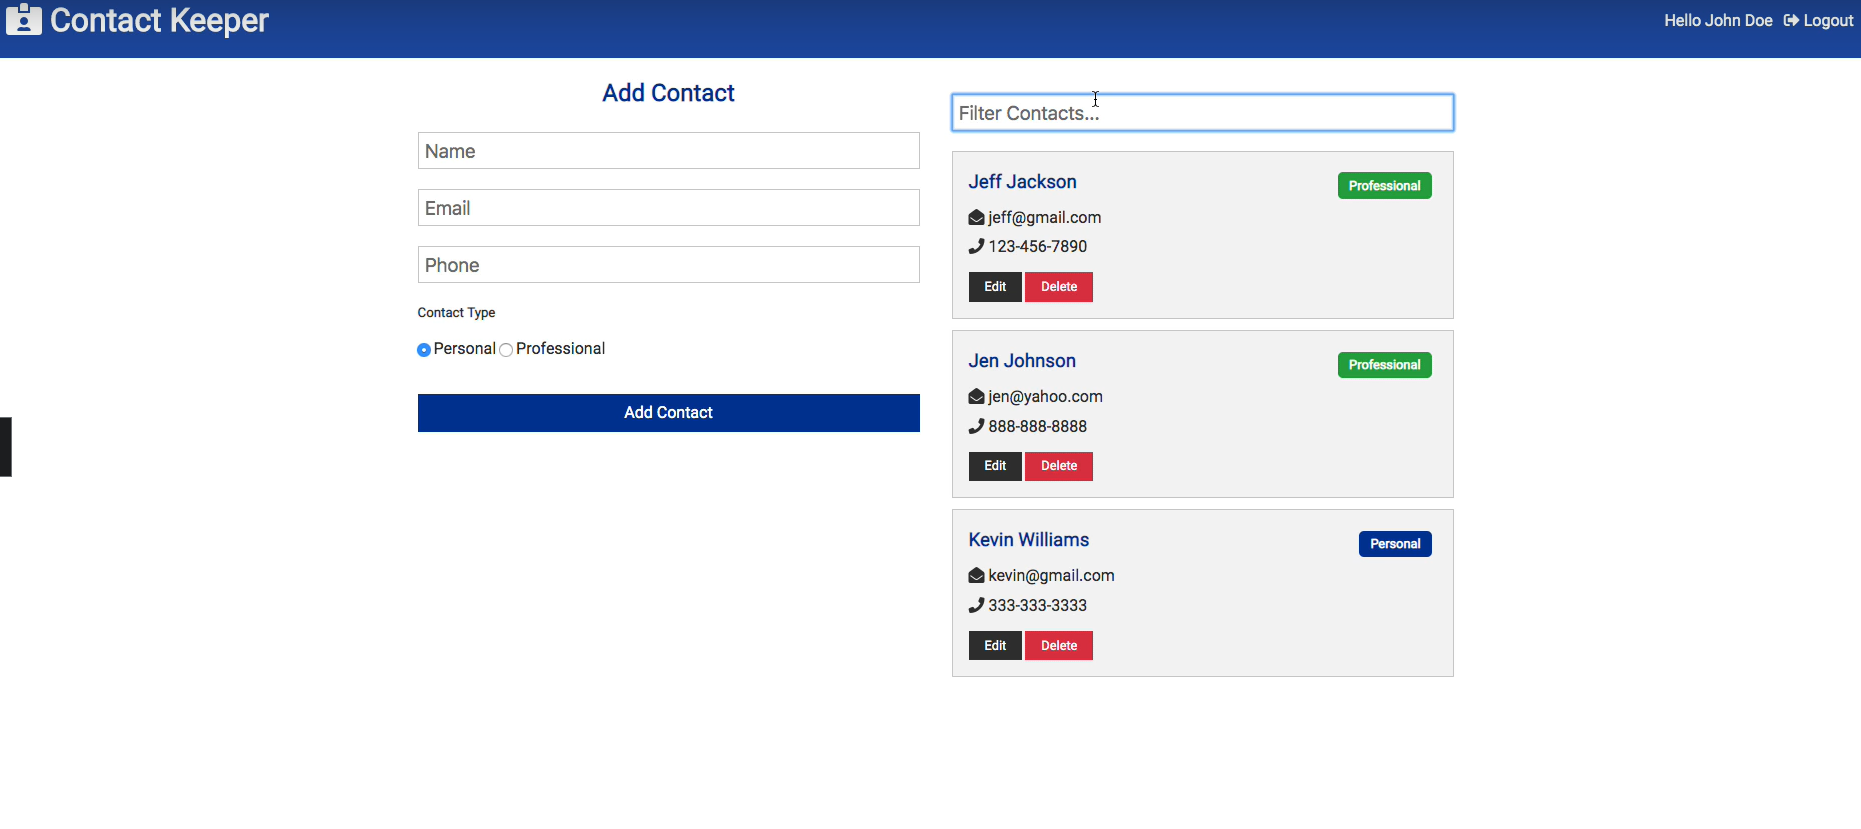 Contact Keeper
Hello John Doe Logout
Add Contact
Name
Email
Phone
Contact Type
Personal Professional
Add Contact
Filter Contacts...
Jeff Jackson
Professional
jeff@gmail.com
123-456-7890
Edit Delete
Jen Johnson
Professional
jen@yahoo.com
888-888-8888
Edit Delete
Kevin Williams
Personal
kevin@gmail.com
333-333-3333
Edit Delete